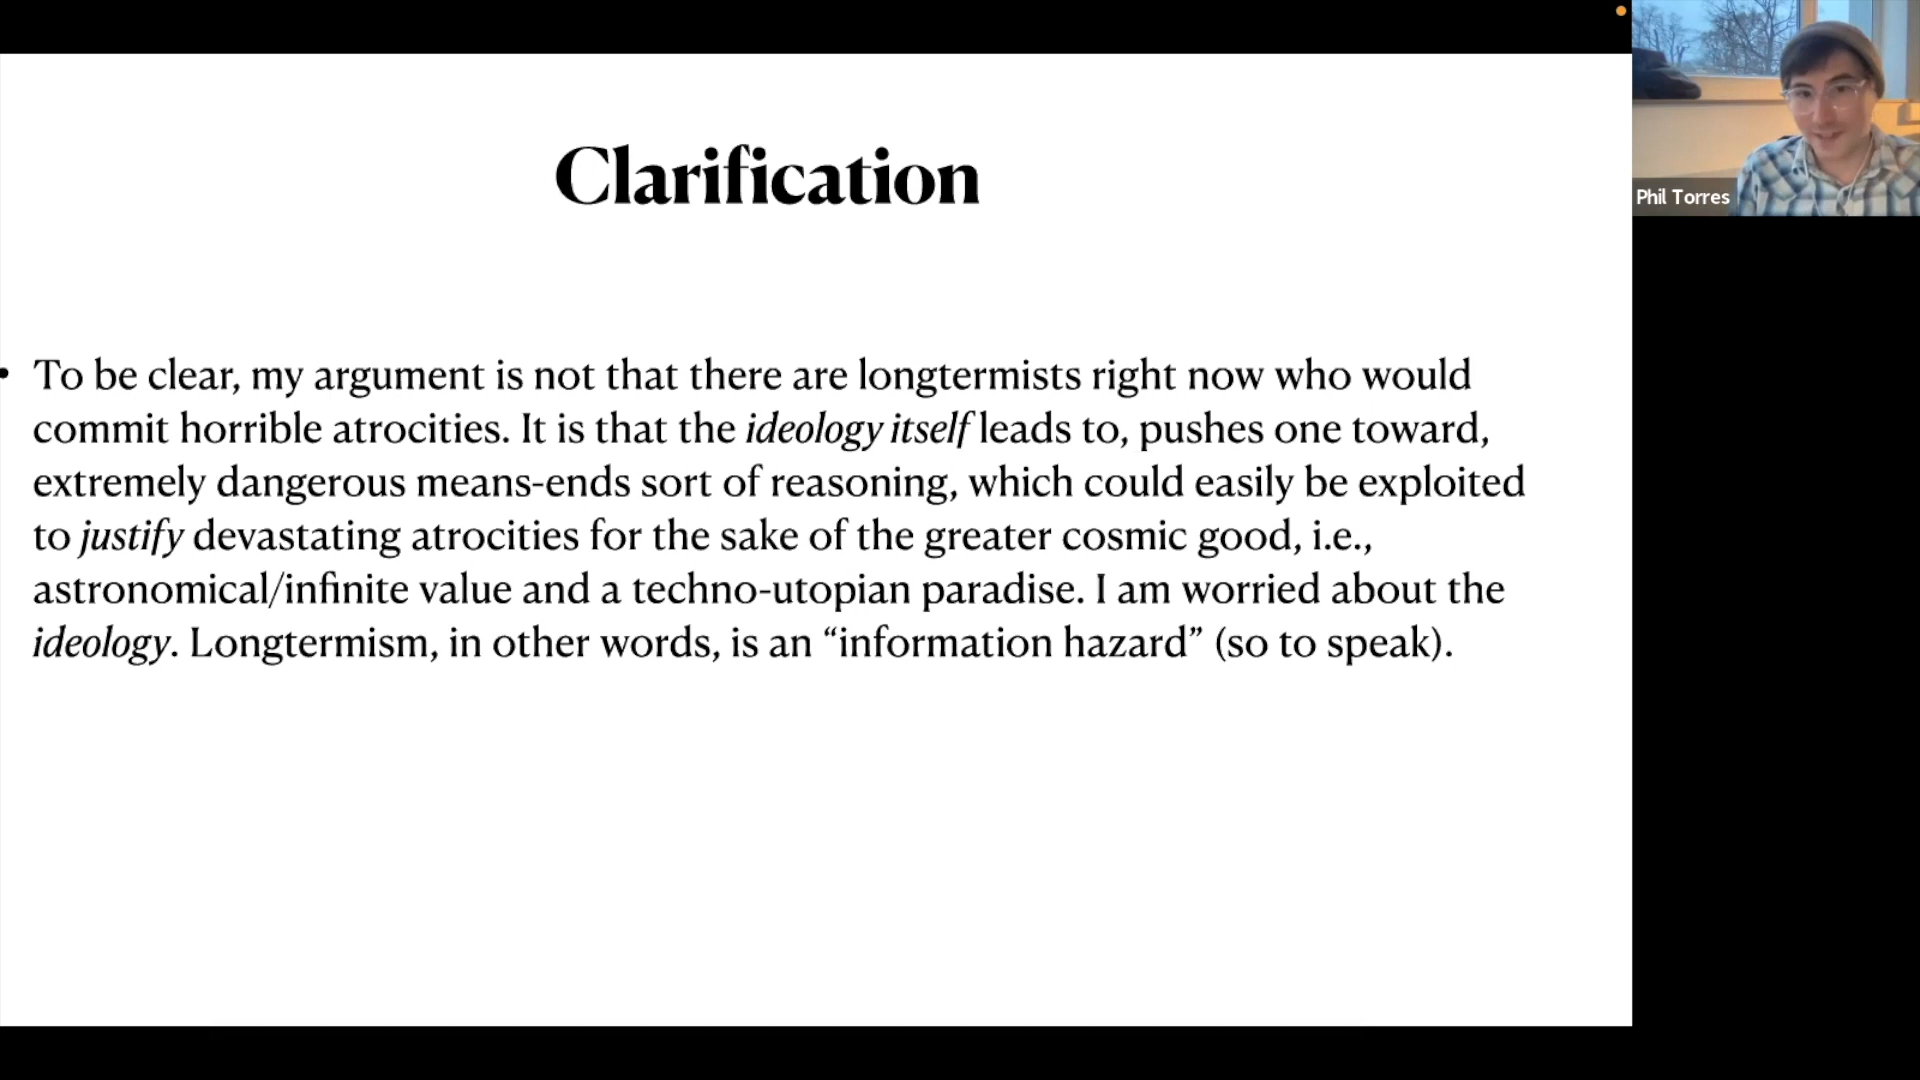 Clarification
• To be clear, my argument is not that there are longtermists right now who would
commit horrible atrocities. It is that the ideology itself leads to, pushes one toward,
extremely dangerous means-ends sort of reasoning, which could easily be exploited
to justify devastating atrocities for the sake of the greater cosmic good, i.e.,
astronomical/infinite value and a techno-utopian paradise. I am worried about the
ideology. Longtermism, in other words, is an “information hazard” (so to speak).
Phil Torres